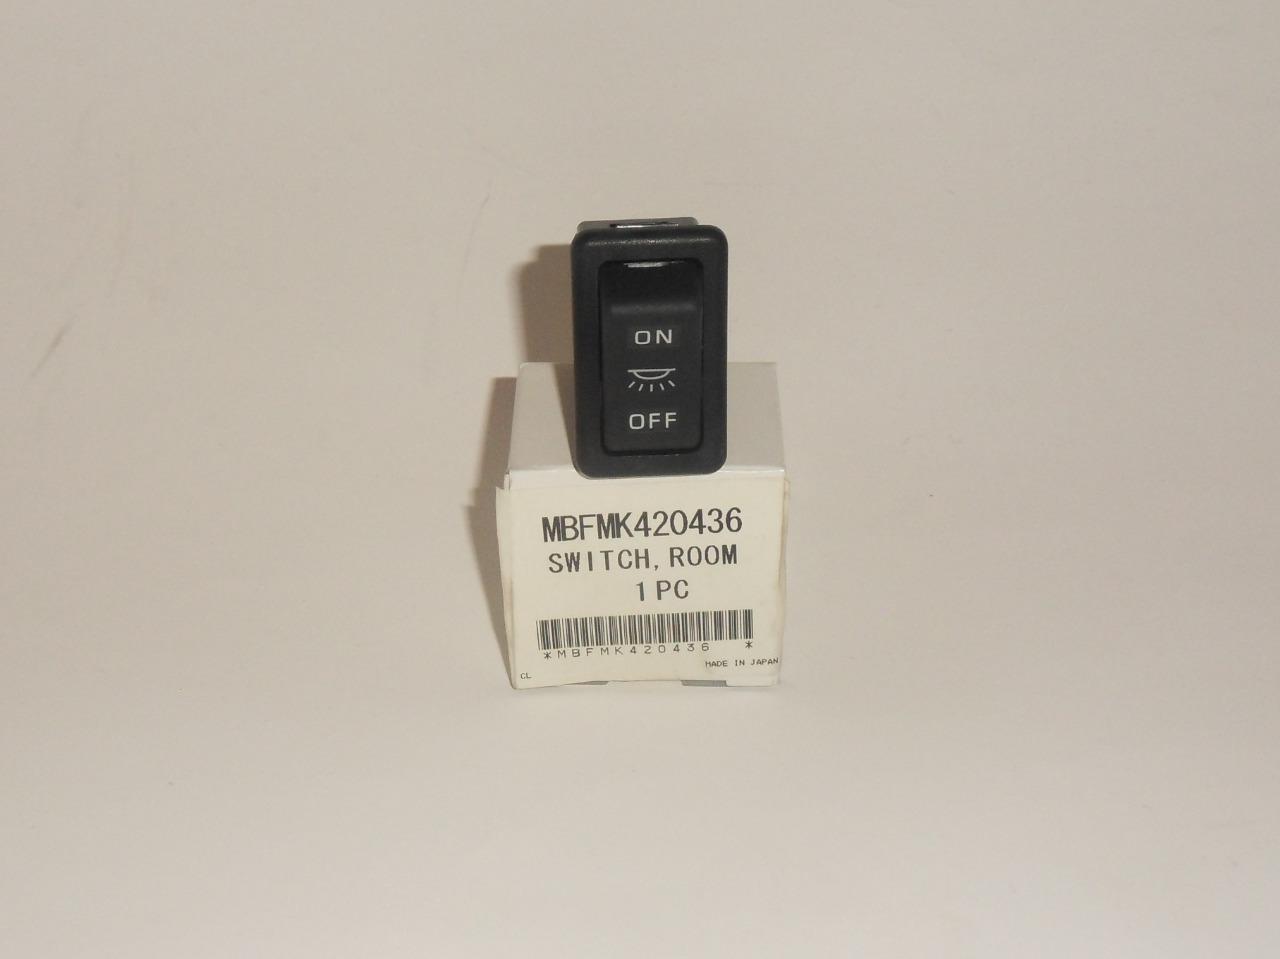 ON
OFF
MBFMK420436
SWITCH, ROOM
1 PC
*MBFMK420436 *
MADE IN JAPAN
CL